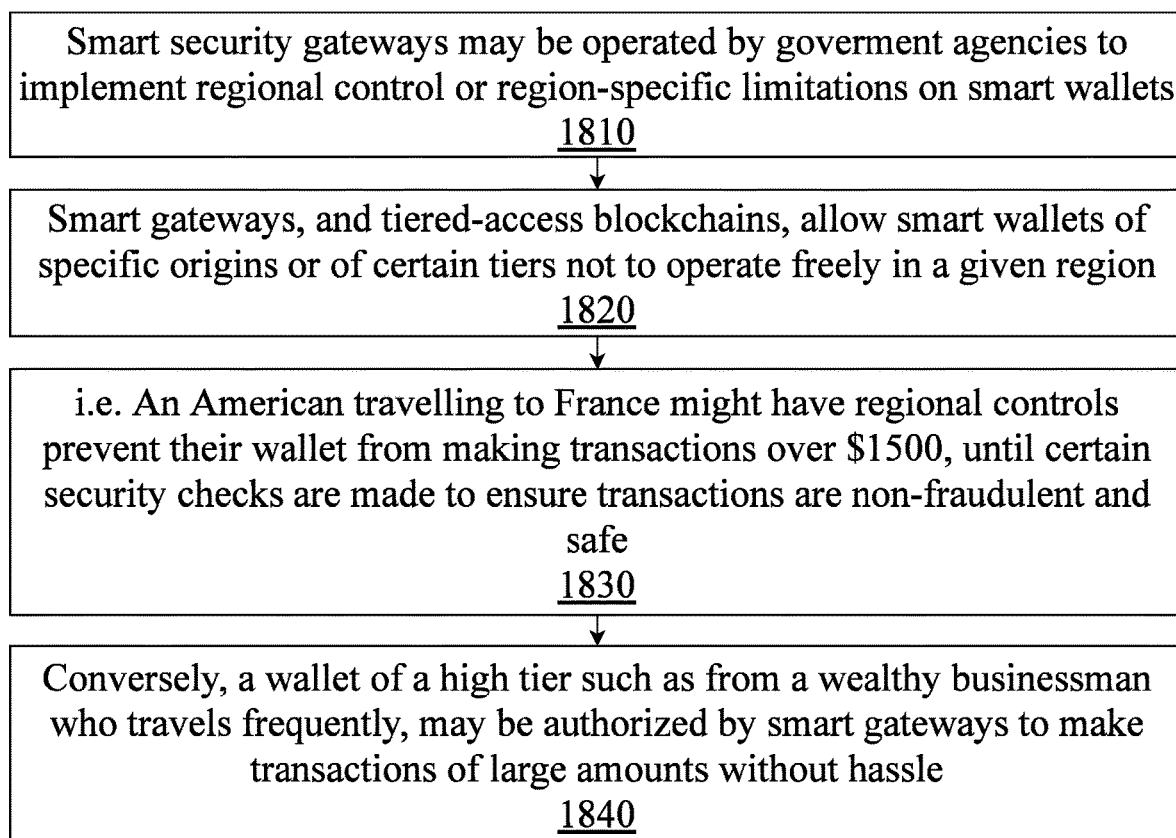 Smart security gateways may be operated by goverment agencies to
implement regional control or region-specific limitations on smart wallets
1810
Smart gateways, and tiered-access blockchains, allow smart wallets of
specific origins or of certain tiers not to operate freely in a given region
1820
i.e. An American travelling to France might have regional controls
prevent their wallet from making transactions over $1500, until certain
security checks are made to ensure transactions are non-fraudulent and
safe
1830
Conversely, a wallet of a high tier such as from a wealthy businessman
who travels frequently, may be authorized by smart gateways to make
transactions of large amounts without hassle
1840